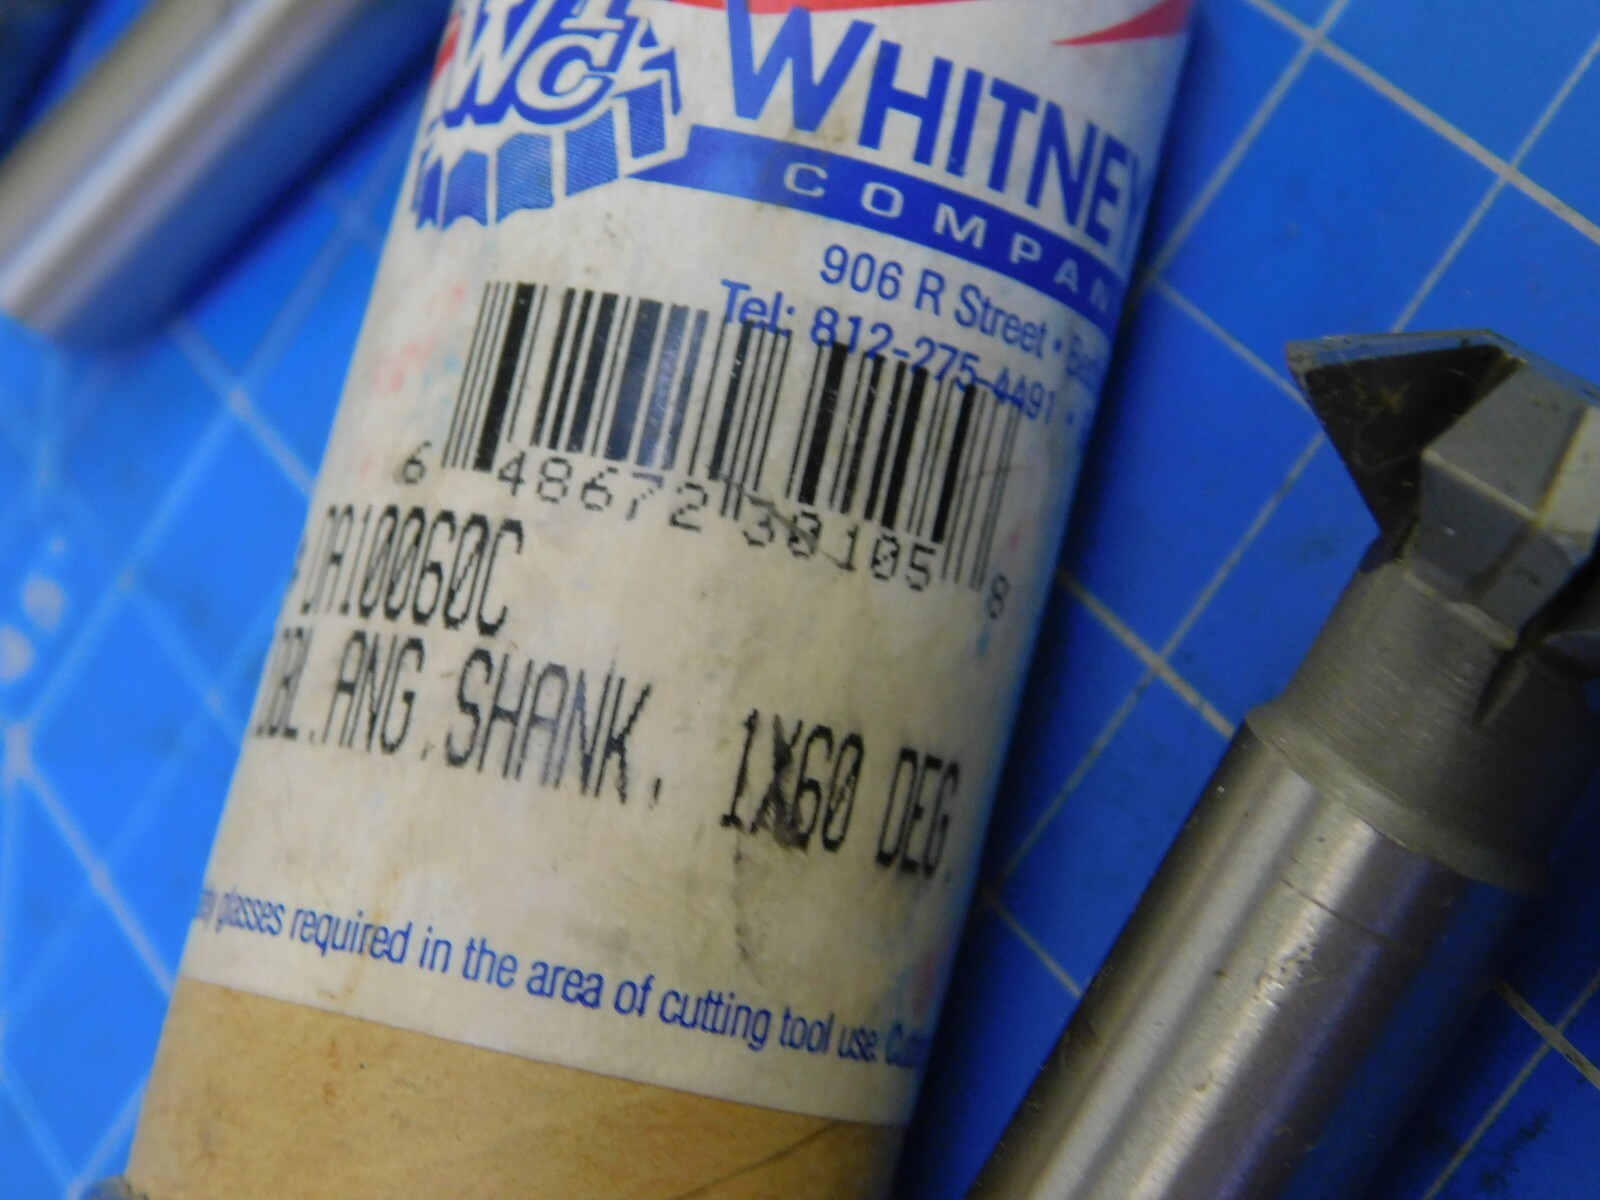 WHITNEY
COMPAN
906 R Street •
Tel: 812-275-4491 •
6 48672 30105 8
DA10060C
DBL.ANG.SHANK. 1X60 DEG.
glasses required in the area of cutting tool use.